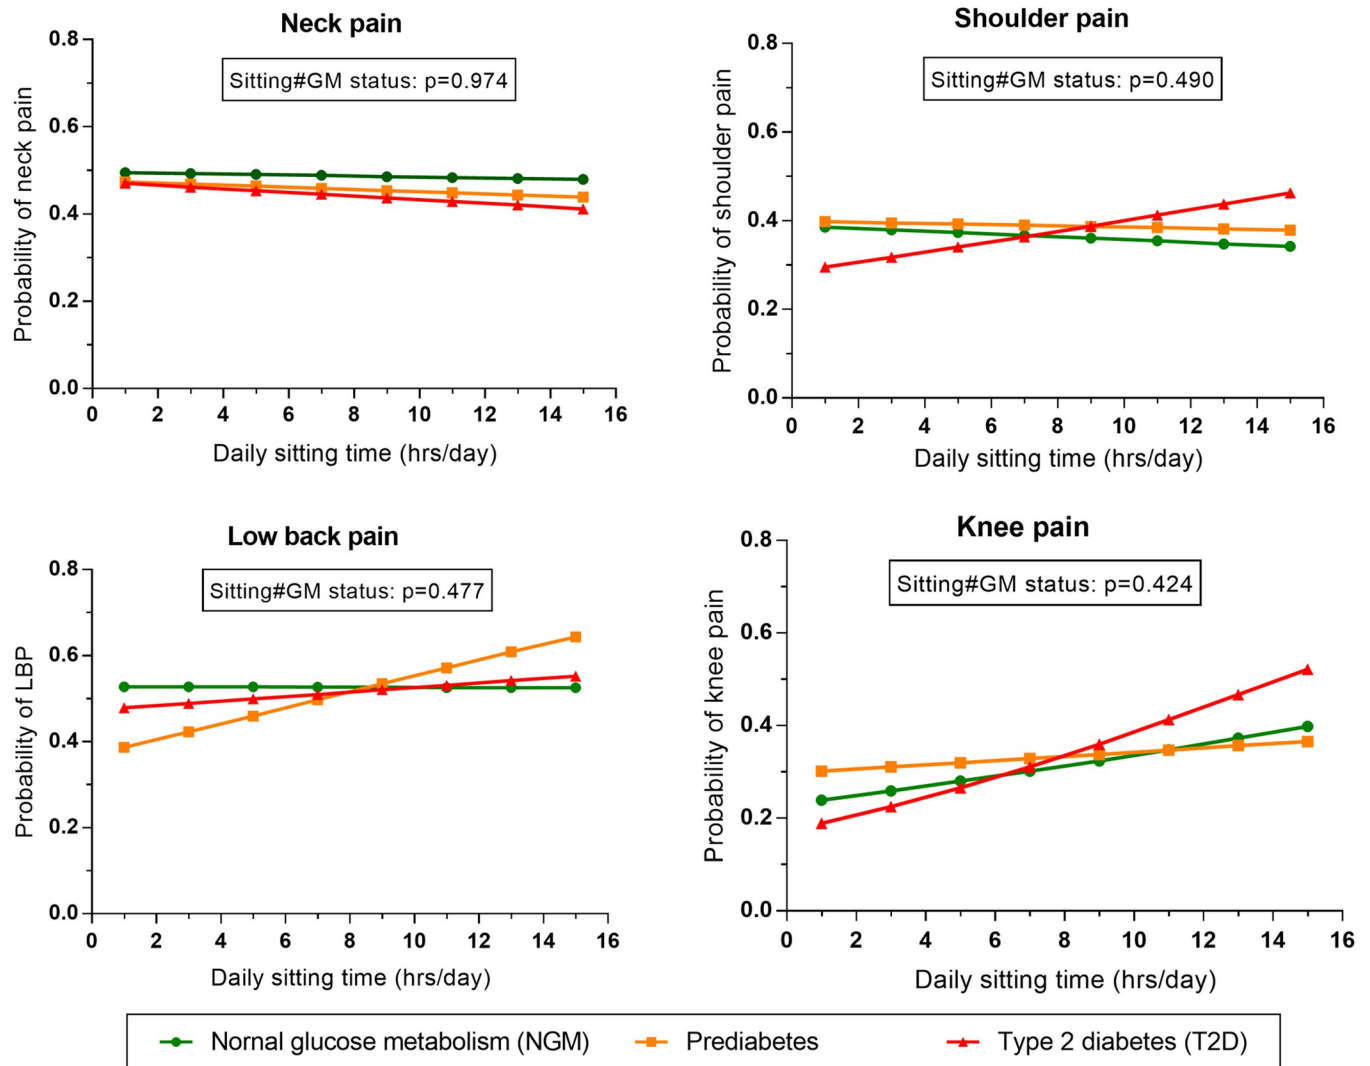 Neck pain
Sitting#GM status: p=0.974
Probability of neck pain
0.8
0.6
0.4
0.2
0.0
0 2 4 6 8 10 12 14 16
Daily sitting time (hrs/day)
Shoulder pain
Sitting#GM status: p=0.490
Probability of shoulder pain
0.8
0.6
0.4
0.2
0.0
0 2 4 6 8 10 12 14 16
Daily sitting time (hrs/day)
Low back pain
Sitting#GM status: p=0.477
Probability of LBP
0.8
0.6
0.4
0.2
0.0
0 2 4 6 8 10 12 14 16
Daily sitting time (hrs/day)
Knee pain
Sitting#GM status: p=0.424
Probability of knee pain
0.8
0.6
0.4
0.2
0.0
0 2 4 6 8 10 12 14 16
Daily sitting time (hrs/day)
Nornal glucose metabolism (NGM) Prediabetes Type 2 diabetes (T2D)